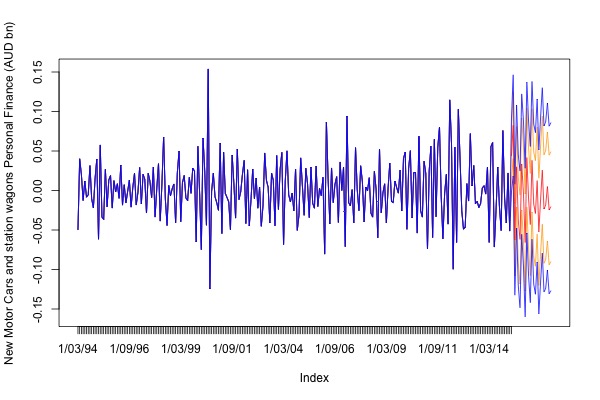 New Motor Cars and station wagons Personal Finance (AUD bn)
0.15
0.10
0.05
0.00
-0.05
-0.10
-0.15
1/03/94 1/09/96 1/03/99 1/09/01 1/03/04 1/09/06 1/03/09 1/09/11 1/03/14
Index